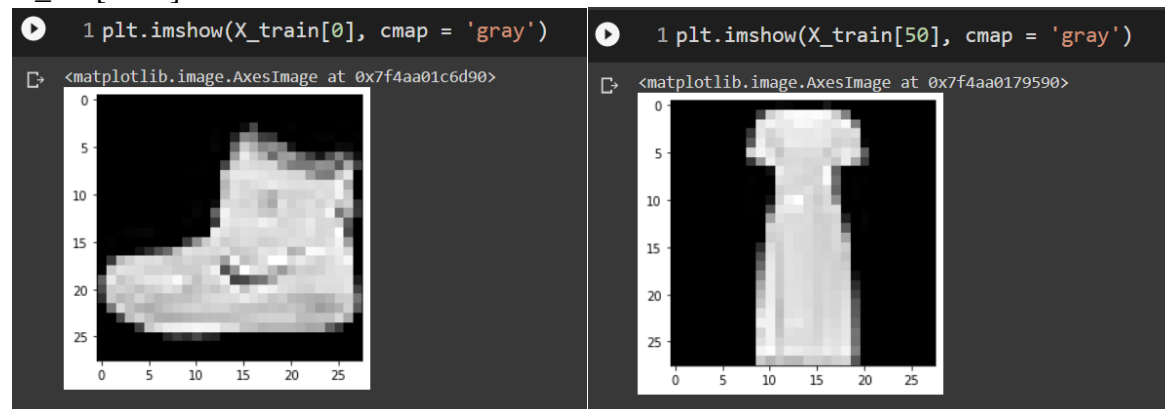 1 plt.imshow(X_train[0], cmap = 'gray')
<matplotlib.image.AxesImage at 0x7f4aa01c6d90>
0
5
10
15
20
25
0 5 10 15 20 25
1 plt.imshow(X_train[50], cmap = 'gray')
<matplotlib.image.AxesImage at 0x7f4aa0179590>
0
5
10
15
20
25
0 5 10 15 20 25